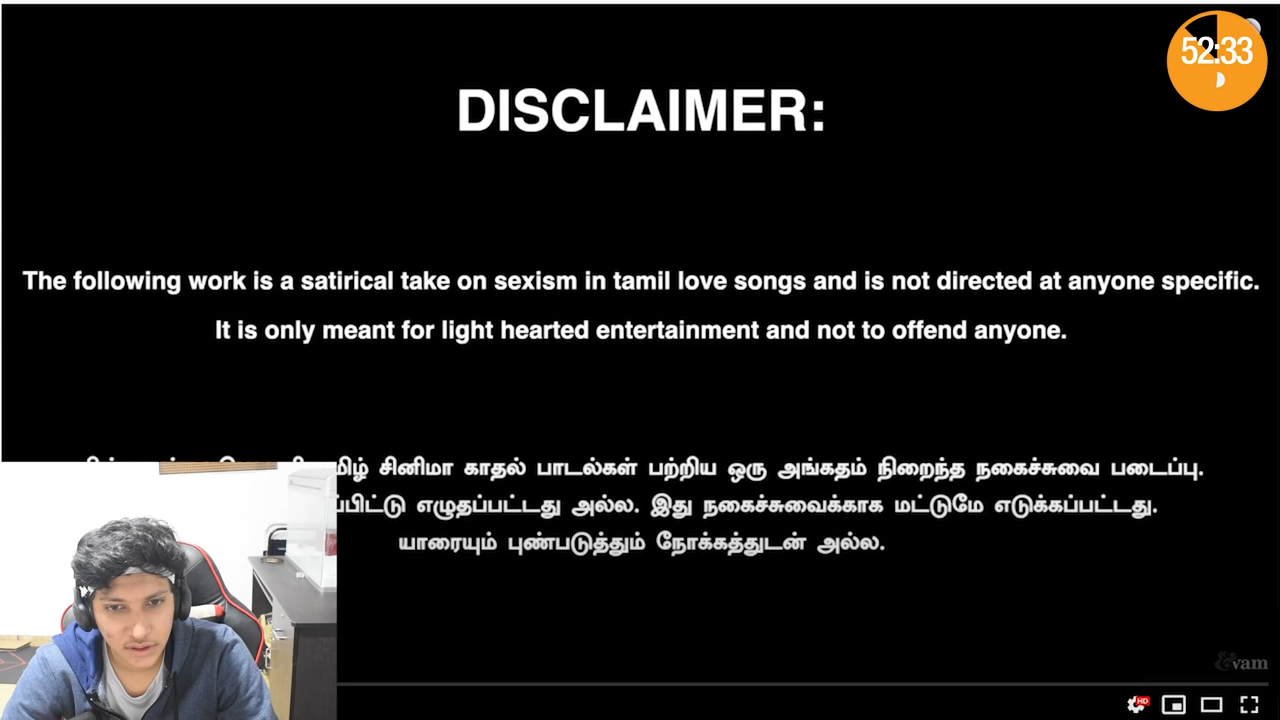 52:33
DISCLAIMER:
The following work is a satirical take on sexism in tamil love songs and is not directed at anyone specific.
It is only meant for light hearted entertainment and not to offend anyone.
சினிமா காதல் பாடல்கள் பற்றிய ஒரு அங்கதம் நிறைந்த நகைச்சுவை படைப்பு.
எழுதப்பட்டது அல்ல. இது நகைச்சுவைக்காக மட்டுமே எடுக்கப்பட்டது.
யாரையும் புண்படுத்தும் நோக்கத்துடன் அல்ல.
evam
HD